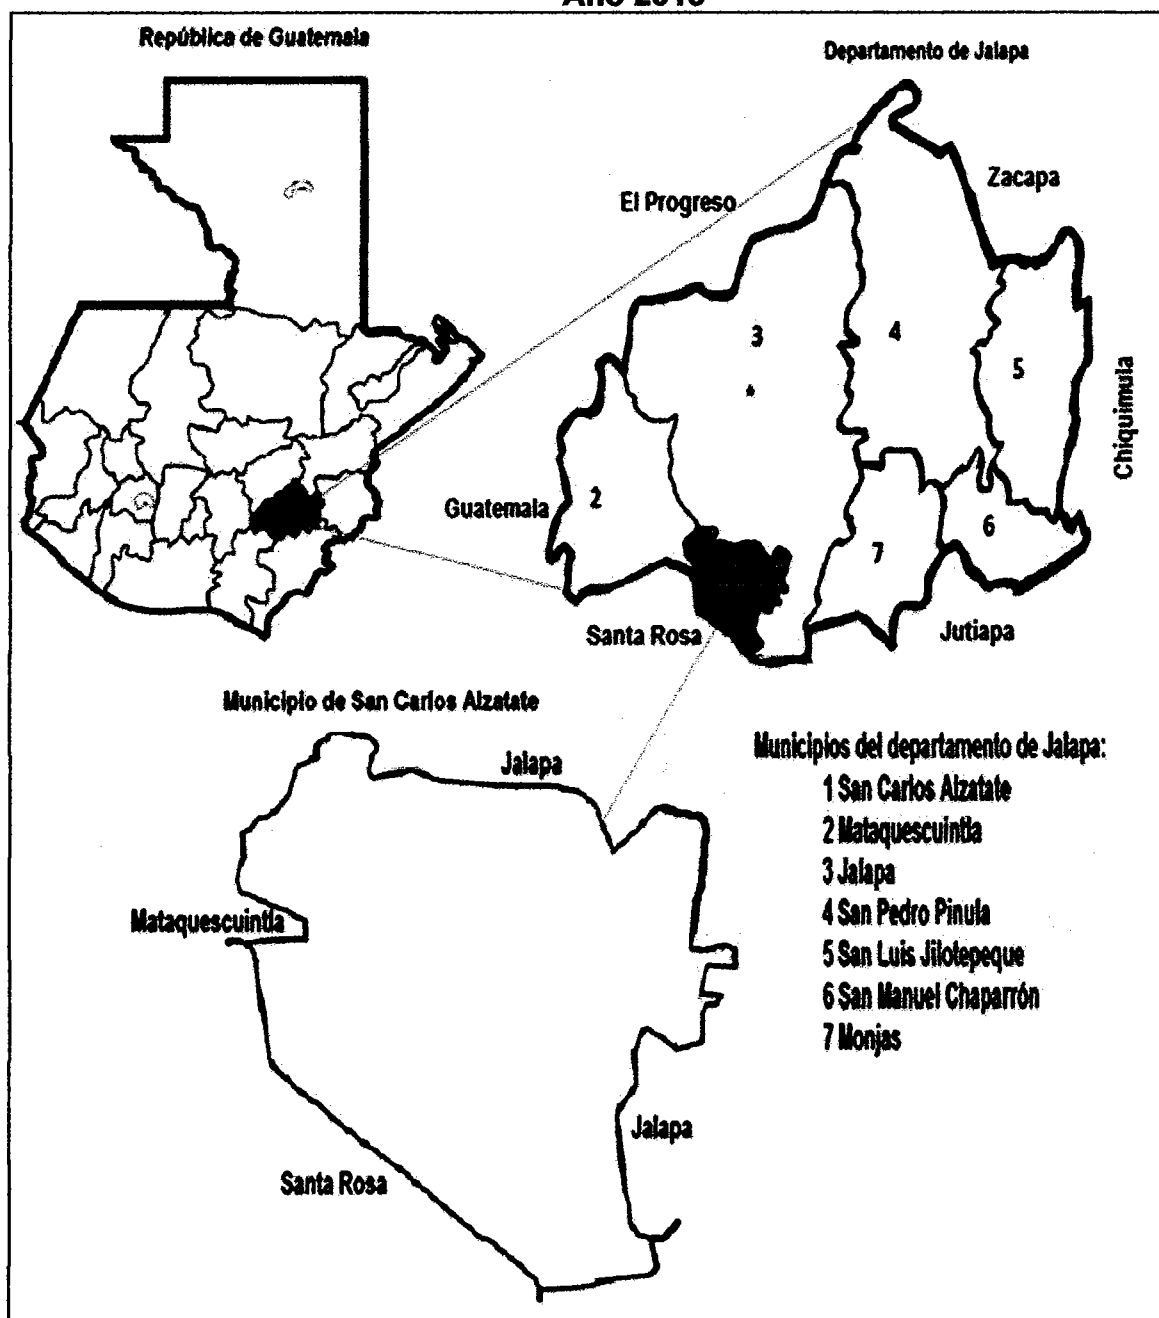 Año
República de Guatemala
Departamento de Jalapa
Zacapa
El Progreso
3
4
5
Chiquimula
Guatemala
2
6
7
Santa Rosa
Jutiapa
Municipio de San Carlos Alzatate
Jalapa
Mataquescuintla
Jalapa
Santa Rosa
Municipios del departamento de Jalapa:
1 San Carlos Alzatate
2 Mataquescuintla
3 Jalapa
4 San Pedro Pinula
5 San Luis Jilotepeque
6 San Manuel Chaparrón
7 Monjas